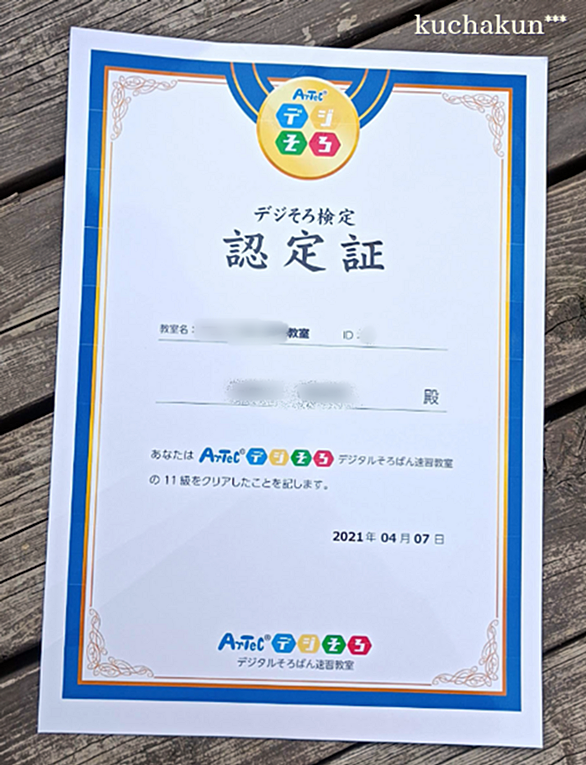 kuchakun***
ArTeC®
デジ
そろ
デジそろ検定
認定証
教室名： 教室 ID：
殿
あなたは ArTeC® デジそろ デジタルそろばん速習教室
の 11 級をクリアしたことを記します。
2021 年 04 月 07 日
ArTeC® デジそろ
デジタルそろばん速習教室